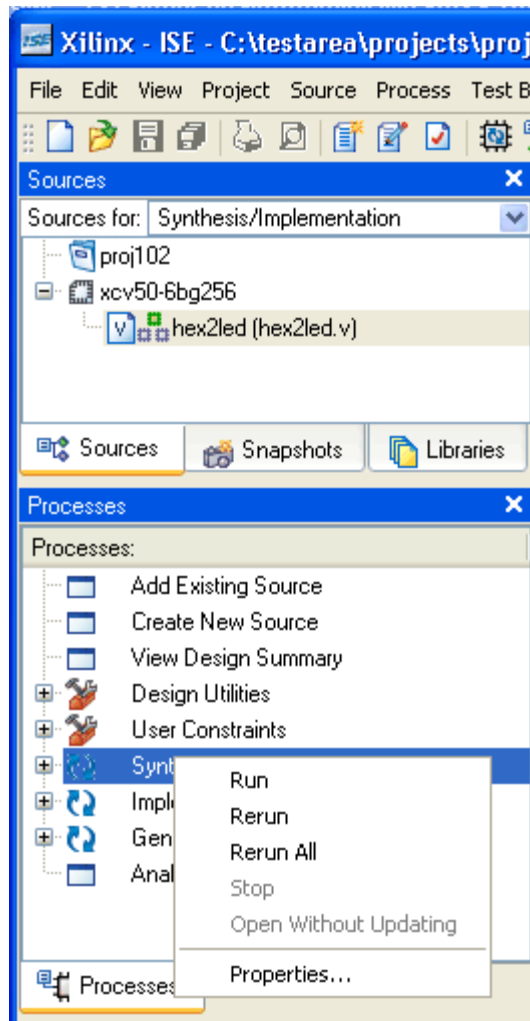 ISE Xilinx - ISE - C:\testarea\projects\proj
File Edit View Project Source Process Test B
Sources
Sources for: Synthesis/Implementation
proj102
xcv50-6bg256
V hex2led (hex2led.v)
Sources Snapshots Libraries
Processes
Processes:
Add Existing Source
Create New Source
View Design Summary
Design Utilities
User Constraints
Synt
Run
Imple
Rerun
Gen
Rerun All
Anal
Stop
Open Without Updating
Properties...
Processes